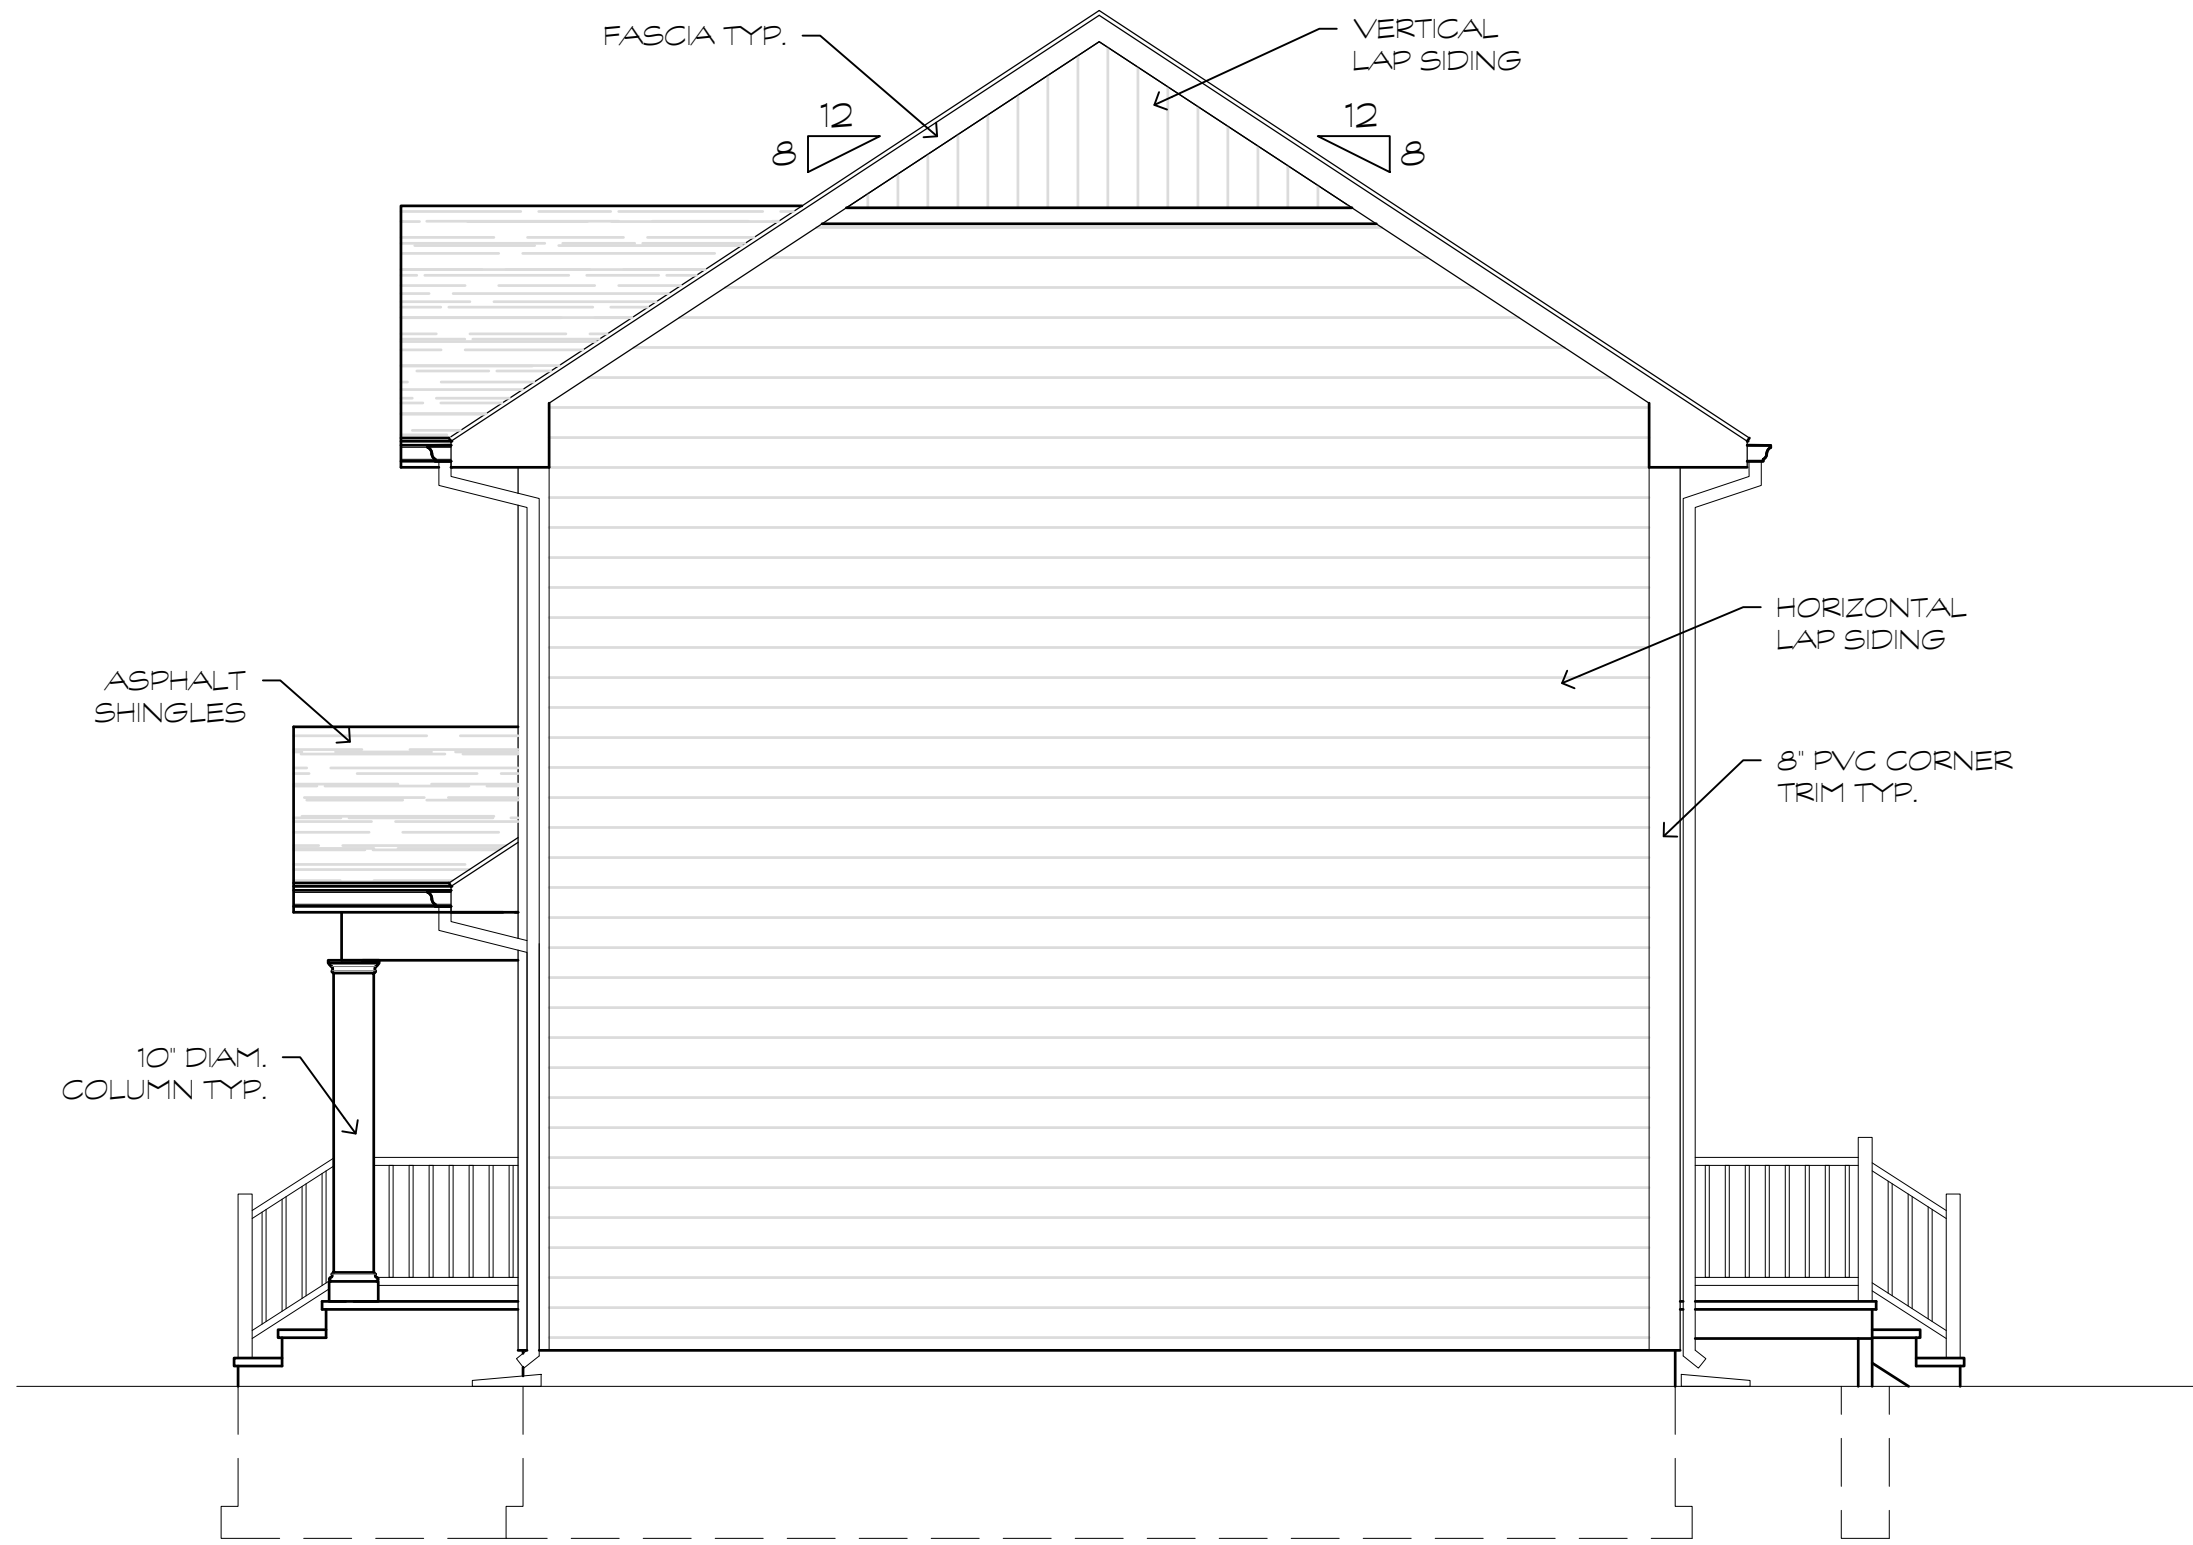 FASCIA TYP.
VERTICAL
LAP SIDING
12
8
12
8
HORIZONTAL
LAP SIDING
ASPHALT
SHINGLES
8" PVC CORNER
TRIM TYP.
10" DIAM.
COLUMN TYP.